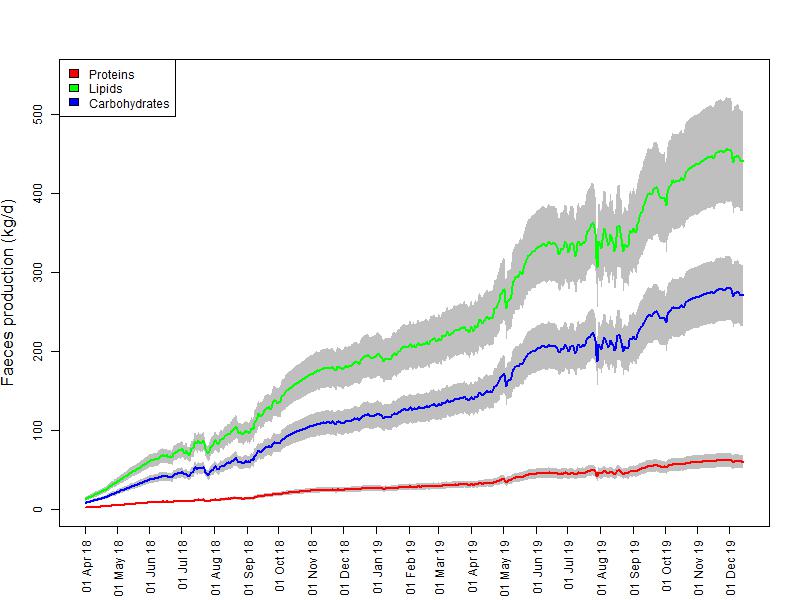 Proteins
Lipids
Carbohydrates
Faeces production (kg/d)
500
400
300
200
100
0
01 Apr 18
01 May 18
01 Jun 18
01 Jul 18
01 Aug 18
01 Sep 18
01 Oct 18
01 Nov 18
01 Dec 18
01 Jan 19
01 Feb 19
01 Mar 19
01 Apr 19
01 May 19
01 Jun 19
01 Jul 19
01 Aug 19
01 Sep 19
01 Oct 19
01 Nov 19
01 Dec 19